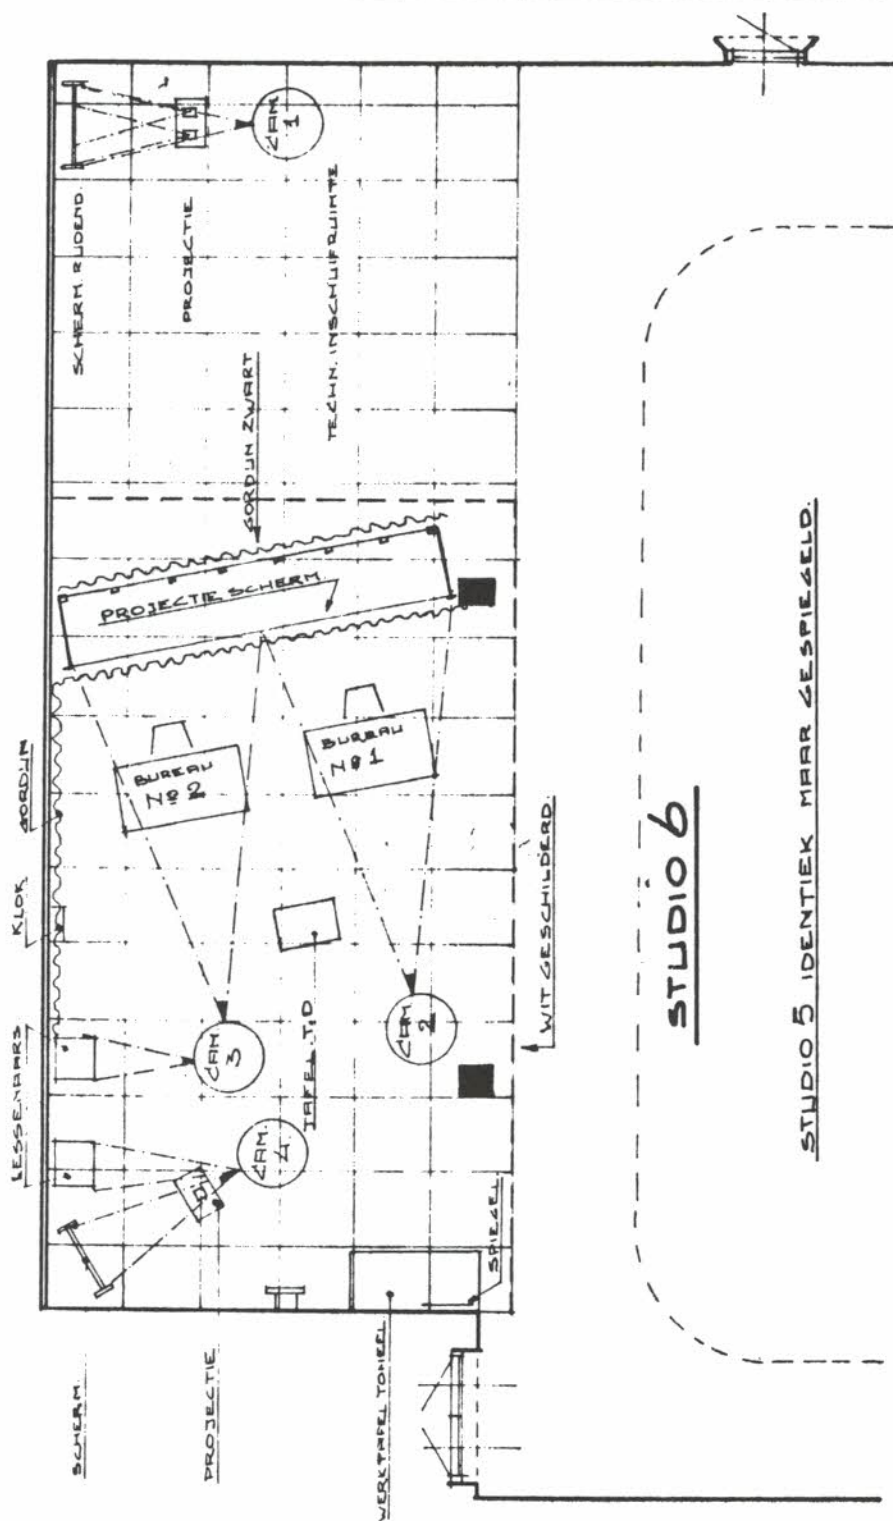 SCHERM. RIJDEND.
PROJECTIE
CAM 1
TECHN. INSCHUIFRUIMTE
GORDIJN ZWART
PROJECTIE SCHERM
BUREAU
№ 1
BUREAU
№ 2
GORDIJN
KLOK
LESSENAARS
CAM 3
CAM 2
CAM. 4
TAFEL T.D
WIT GESCHILDERD.
SPIEGEL
SCHERM.
PROJECTIE
WERKTAFEL TONEEL
STUDIO 6
STUDIO 5 IDENTIEK MAAR GESPIEGELD.